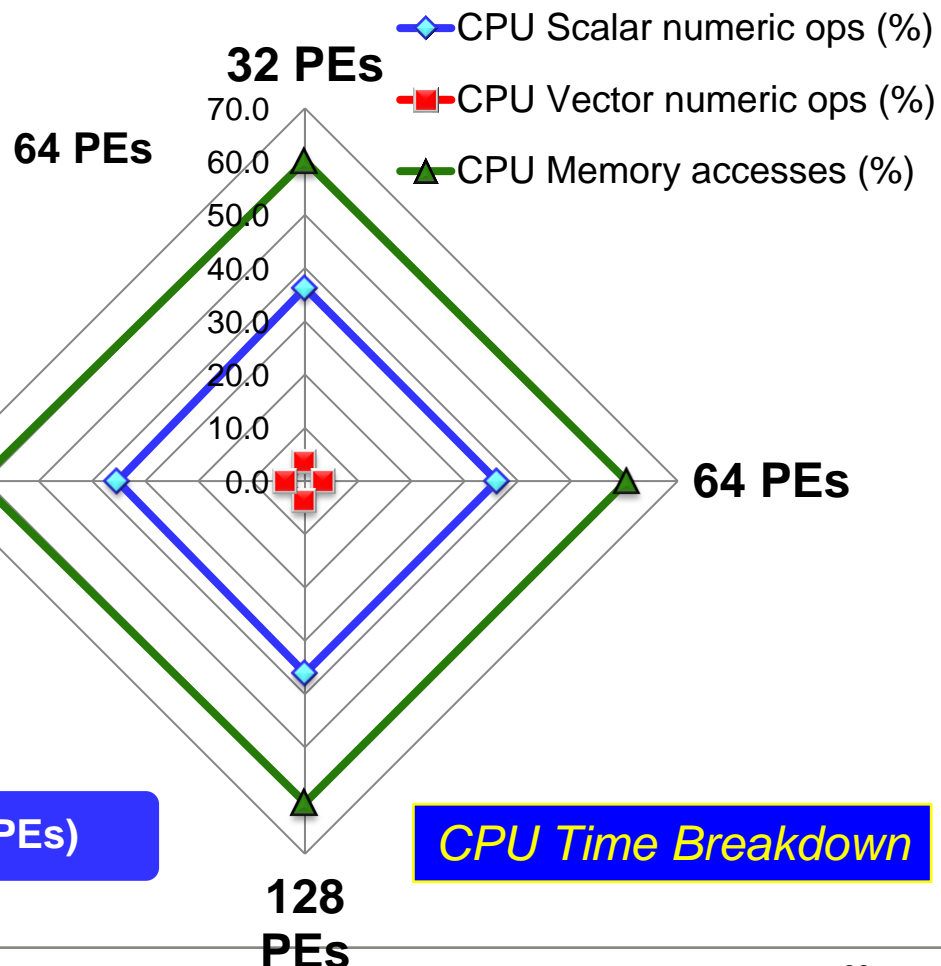 CPU Scalar numeric ops (%)
32 PEs
CPU Vector numeric ops (%)
70.0
64 PEs
60.0
CPU Memory accesses (%)
50.0
40.0
30.0
20.0
10.0
0.0
64 PEs
PEs)
CPU Time Breakdown
128
PEs